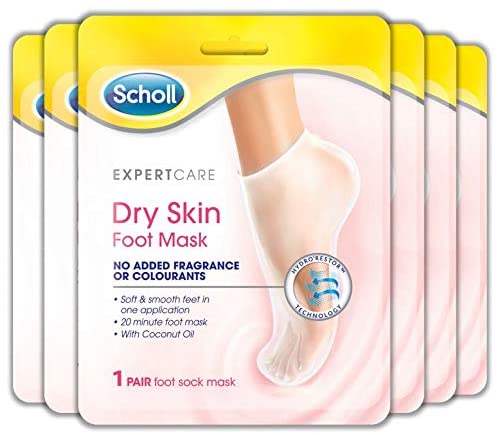 Scholl
EXPERTCARE
Dry Skin
Foot Mask
NO ADDED FRAGRANCE
OR COLOURANTS
• Soft & smooth feet in
one application
• 20 minute foot mask
• With Coconut Oil
1 PAIR foot sock mask
HYDRO'RESTOR™
TECHNOLOGY